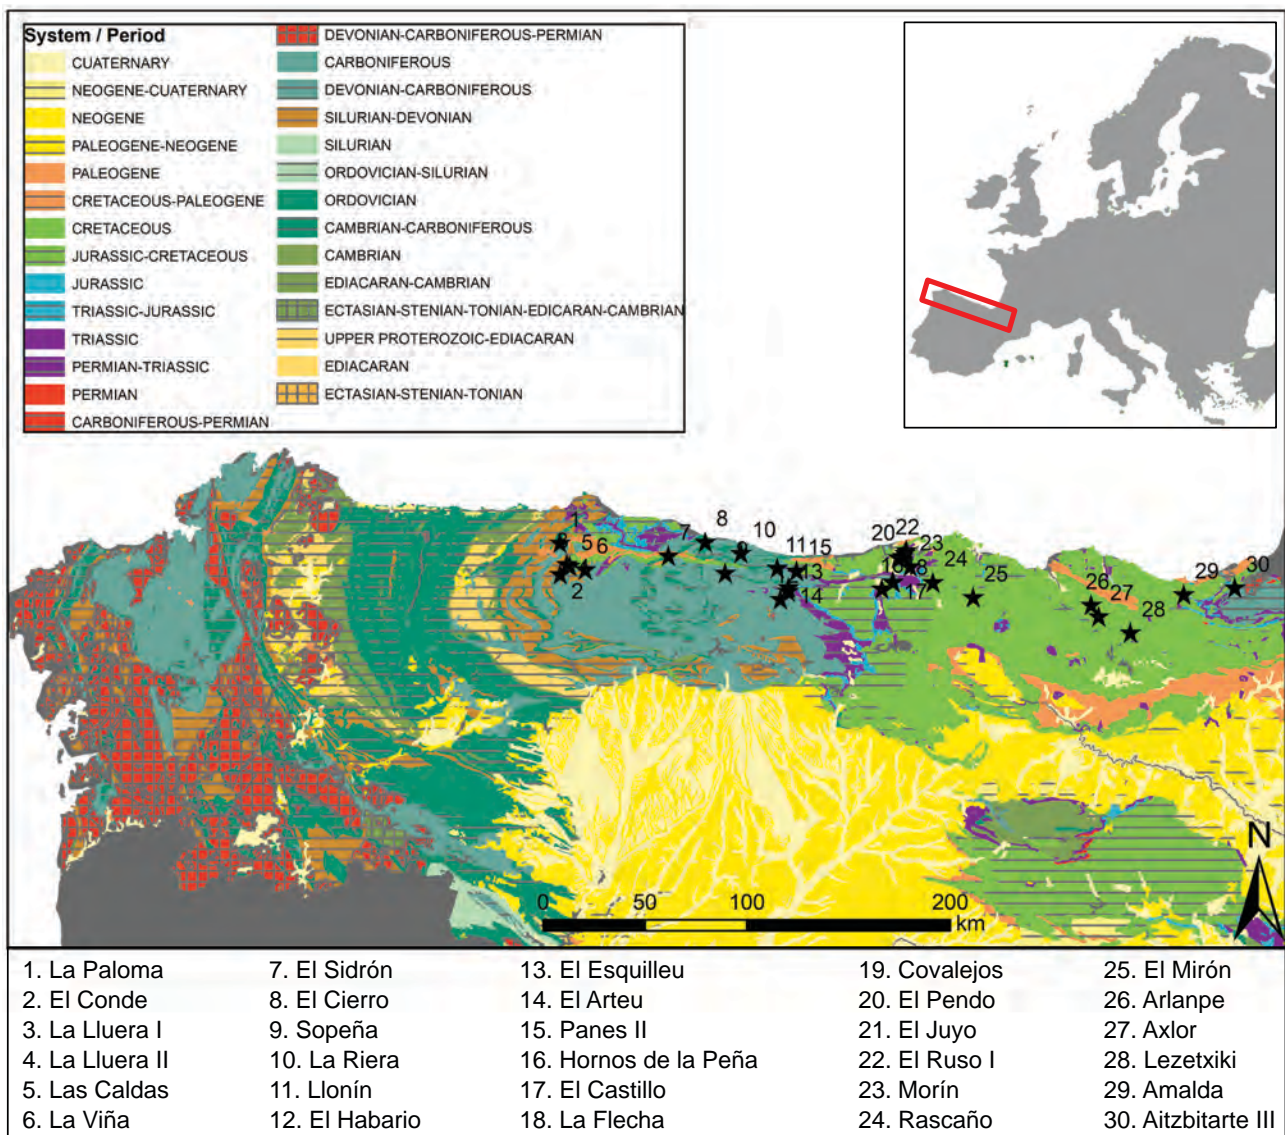 System / Period
CUATERNARY
NEOGENE-CUATERNARY
NEOGENE
PALEOGENE-NEOGENE
PALEOGENE
CRETACEOUS-PALEOGENE
CRETACEOUS
JURASSIC-CRETACEOUS
JURASSIC
TRIASSIC-JURASSIC
TRIASSIC
PERMIAN-TRIASSIC
PERMIAN
CARBONIFEROUS-PERMIAN
DEVONIAN-CARBONIFEROUS-PERMIAN
CARBONIFEROUS
DEVONIAN-CARBONIFEROUS
SILURIAN-DEVONIAN
SILURIAN
ORDOVICIAN-SILURIAN
ORDOVICIAN
CAMBRIAN-CARBONIFEROUS
CAMBRIAN
EDIACARAN-CAMBRIAN
ECTASIAN-STENIAN-TONIAN-EDICARAN-CAMBRIAN
UPPER PROTEROZOIC-EDIACARAN
EDIACARAN
ECTASIAN-STENIAN-TONIAN
1
2
5
6
7
8
10
11
15
13
14
20
22
23
24
25
17
26
27
28
29
30
N
0 50 100 200
km
1. La Paloma
2. El Conde
3. La Lluera I
4. La Lluera II
5. Las Caldas
6. La Viña
7. El Sidrón
8. El Cierro
9. Sopeña
10. La Riera
11. Llonín
12. El Habario
13. El Esquilleu
14. El Arteu
15. Panes II
16. Hornos de la Peña
17. El Castillo
18. La Flecha
19. Covalejos
20. El Pendo
21. El Juyo
22. El Ruso I
23. Morín
24. Rascaño
25. El Mirón
26. Arlanpe
27. Axlor
28. Lezetxiki
29. Amalda
30. Aitzbitarte III